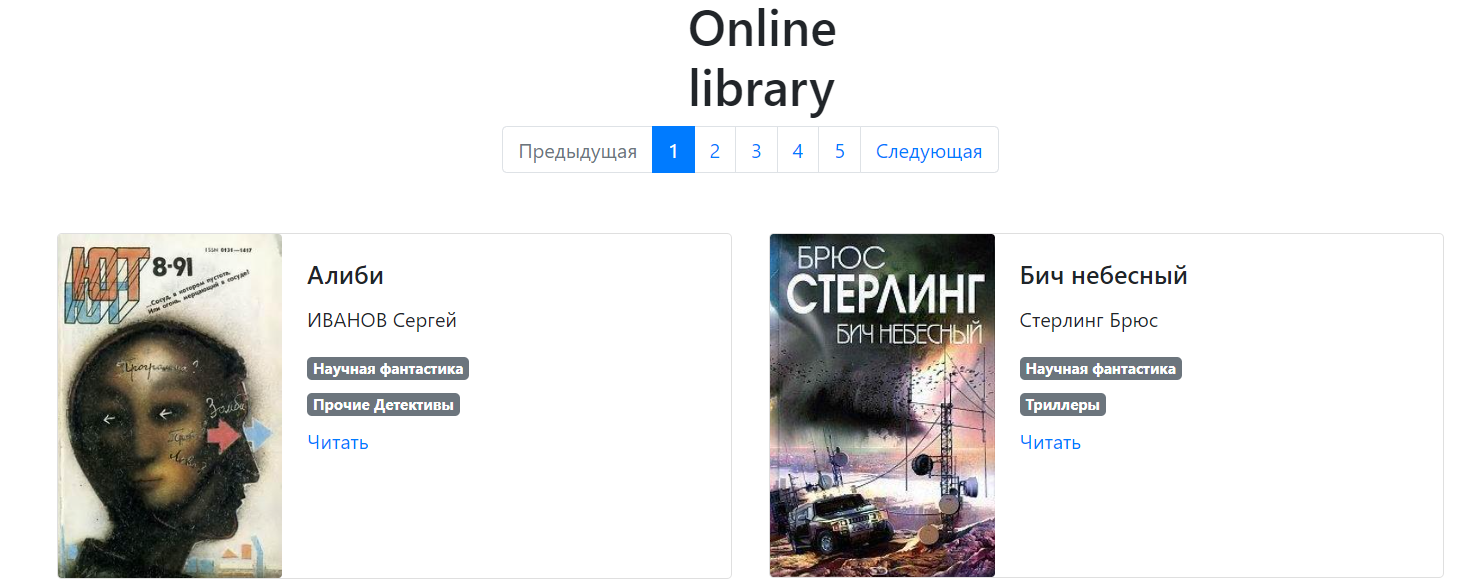 Online
library
Предыдущая 1 2 3 4 5 Следующая
ЮТ 8-91
ISSN 0131—1417
...Сосуд, в котором пустота,
Или огонь, мерцающий в сосуде?
Программа ?
Алиби
ИВАНОВ Сергей
Научная фантастика
Прочие Детективы
Читать
БРЮС
СТЕРЛИНГ
БИЧ НЕБЕСНЫЙ
Бич небесный
Стерлинг Брюс
Научная фантастика
Триллеры
Читать